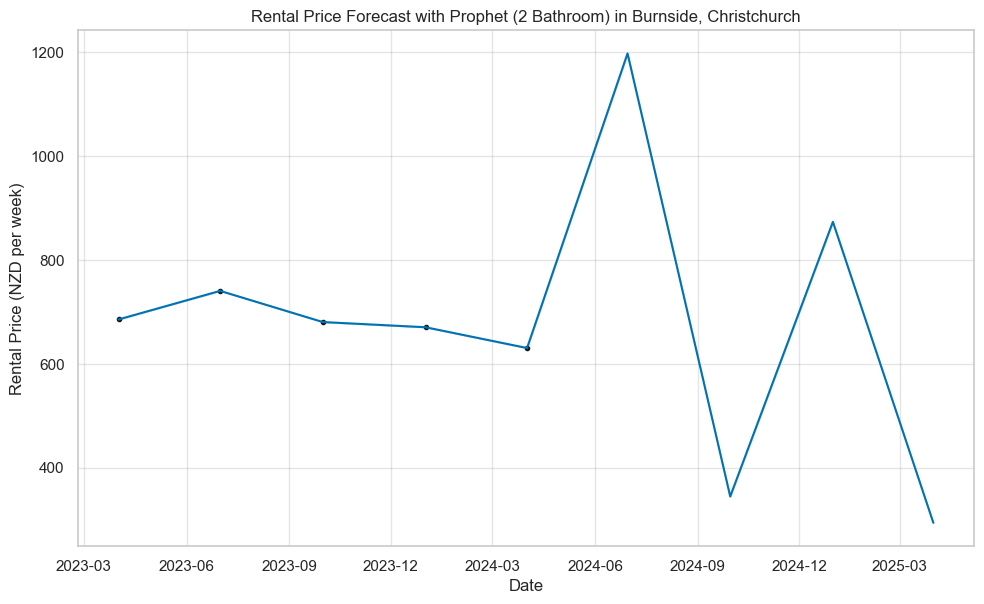 Rental Price Forecast with Prophet (2 Bathroom) in Burnside, Christchurch
Rental Price (NZD per week)
1200
1000
800
600
400
2023-03 2023-06 2023-09 2023-12 2024-03 2024-06 2024-09 2024-12 2025-03
Date